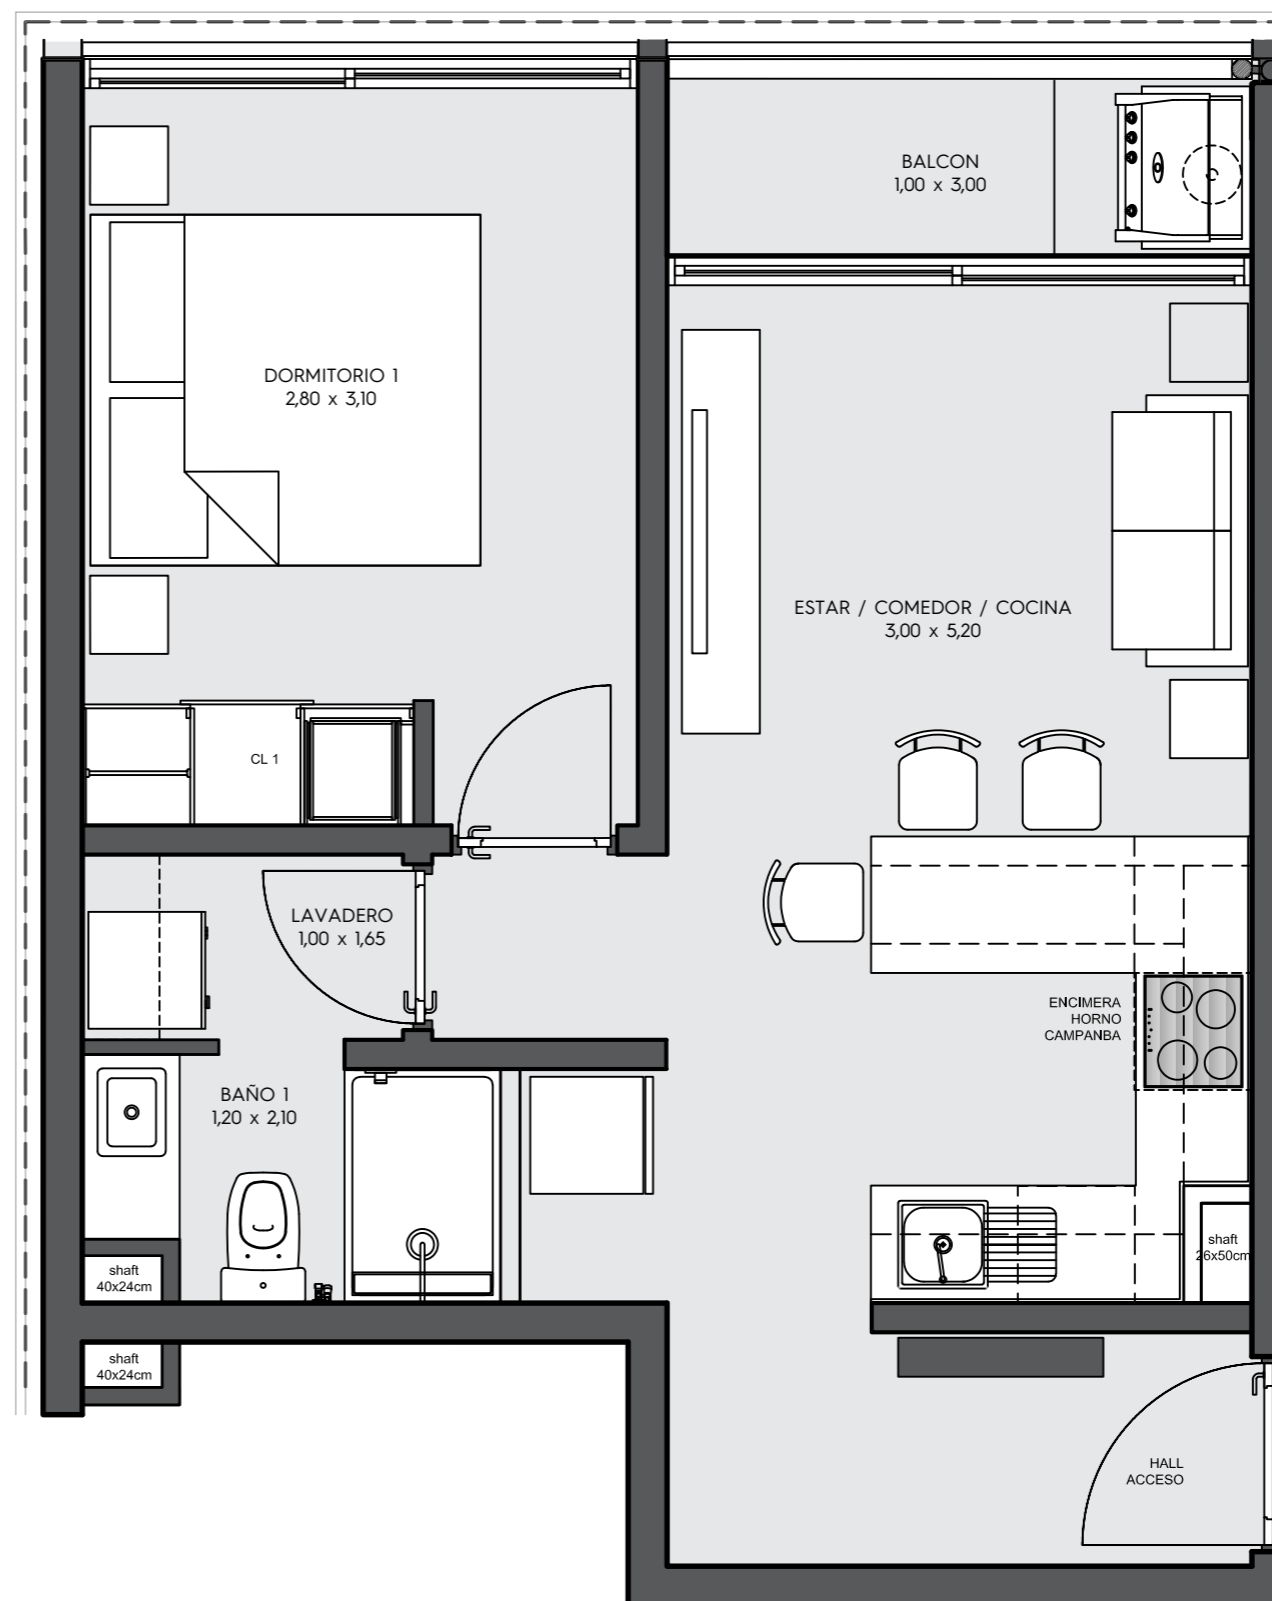 BALCON
1,00 x 3,00
DORMITORIO 1
2,80 x 3,10
ESTAR / COMEDOR / COCINA
3,00 x 5,20
CL 1
LAVADERO
1,00 x 1,65
ENCIMERA
HORNO
CAMPANBA
BAÑO 1
1,20 x 2,10
shaft
26x50cm
shaft
40x24cm
shaft
40x24cm
HALL
ACCESO